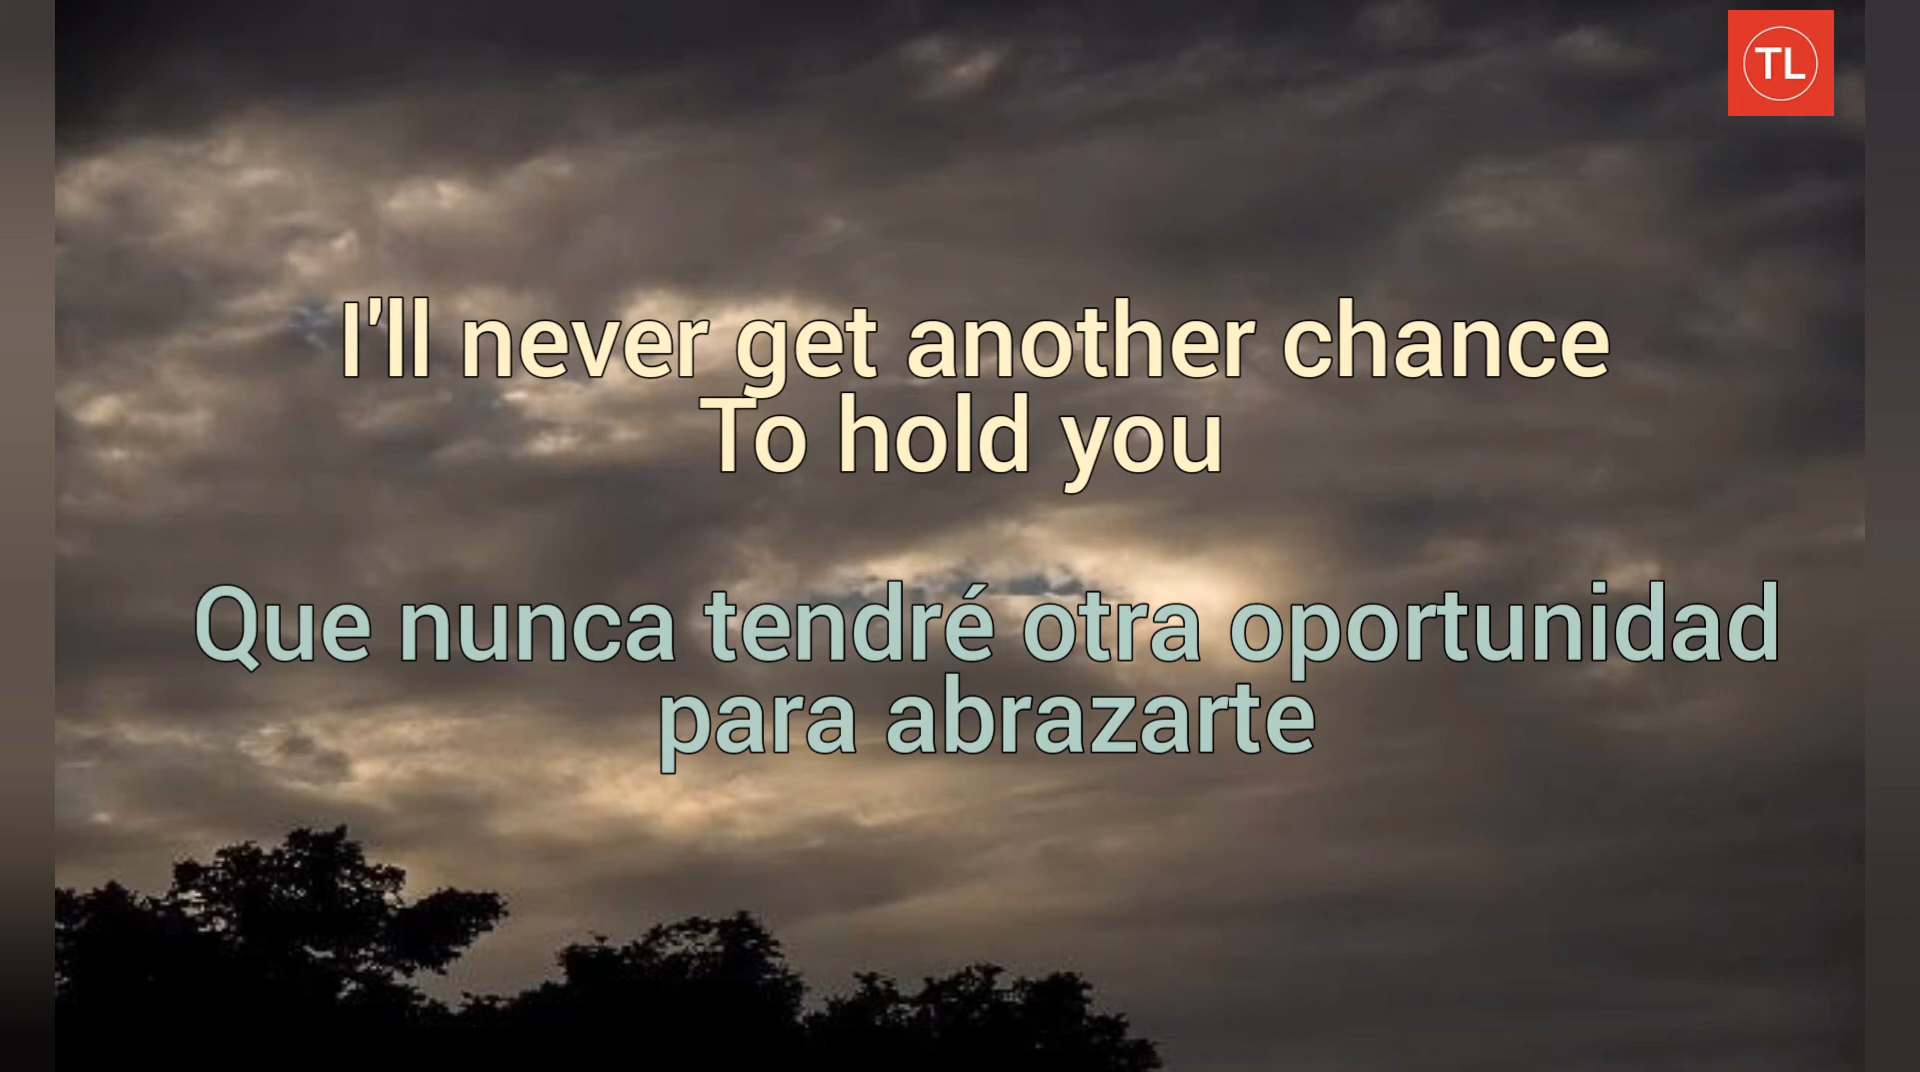 TL
I'll never get another chance
To hold you
Que nunca tendré otra oportunidad
para abrazarte